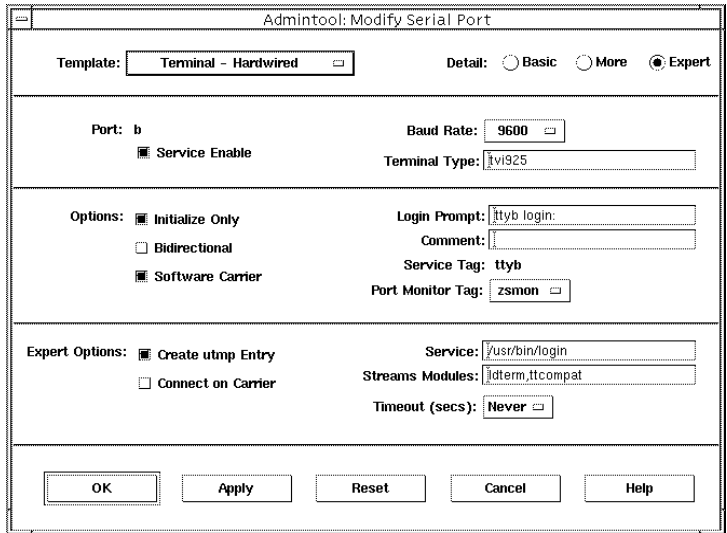 Admintool: Modify Serial Port
Template: Terminal - Hardwired
Detail: Basic More Expert
Port: b
Service Enable
Baud Rate: 9600
Terminal Type: tvi925
Options: Initialize Only
Bidirectional
Software Carrier
Login Prompt: ttyb login:
Comment:
Service Tag: ttyb
Port Monitor Tag: zsmon
Expert Options: Create utmp Entry
Connect on Carrier
Service: /usr/bin/login
Streams Modules: ldterm,ttcompat
Timeout (secs): Never
OK Apply Reset Cancel Help